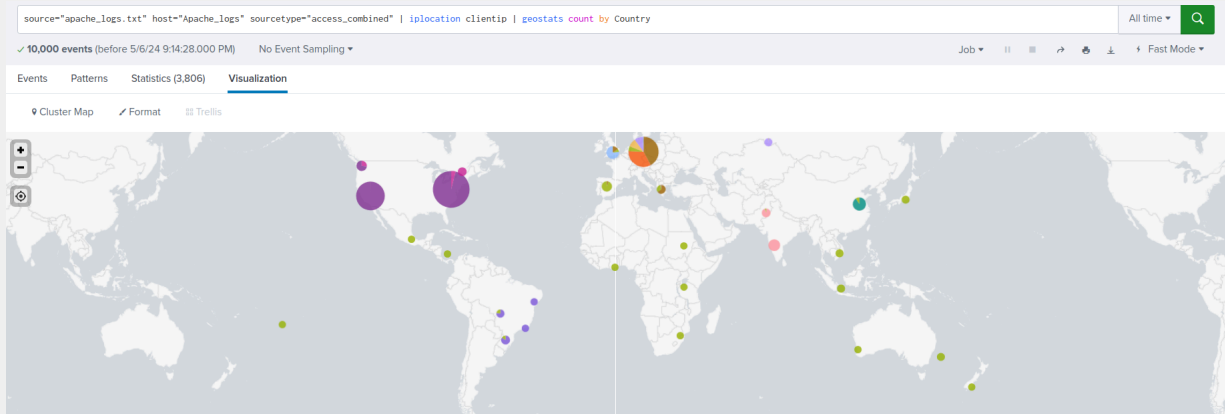 source="apache_logs.txt" host="Apache_logs" sourcetype="access_combined" | iplocation clientip | geostats count by Country
All time
10,000 events (before 5/6/24 9:14:28.000 PM)
No Event Sampling
Job
Fast Mode
Events
Patterns
Statistics (3,806)
Visualization
Cluster Map
Format
Trellis
+
−